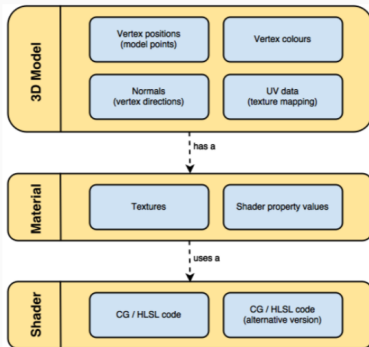 3D Model
Vertex positions
(model points)
Vertex colours
Normals
(vertex directions)
UV data
(texture mapping)
has a
Material
Textures
Shader property values
uses a
Shader
CG / HLSL code
CG / HLSL code
(alternative version)